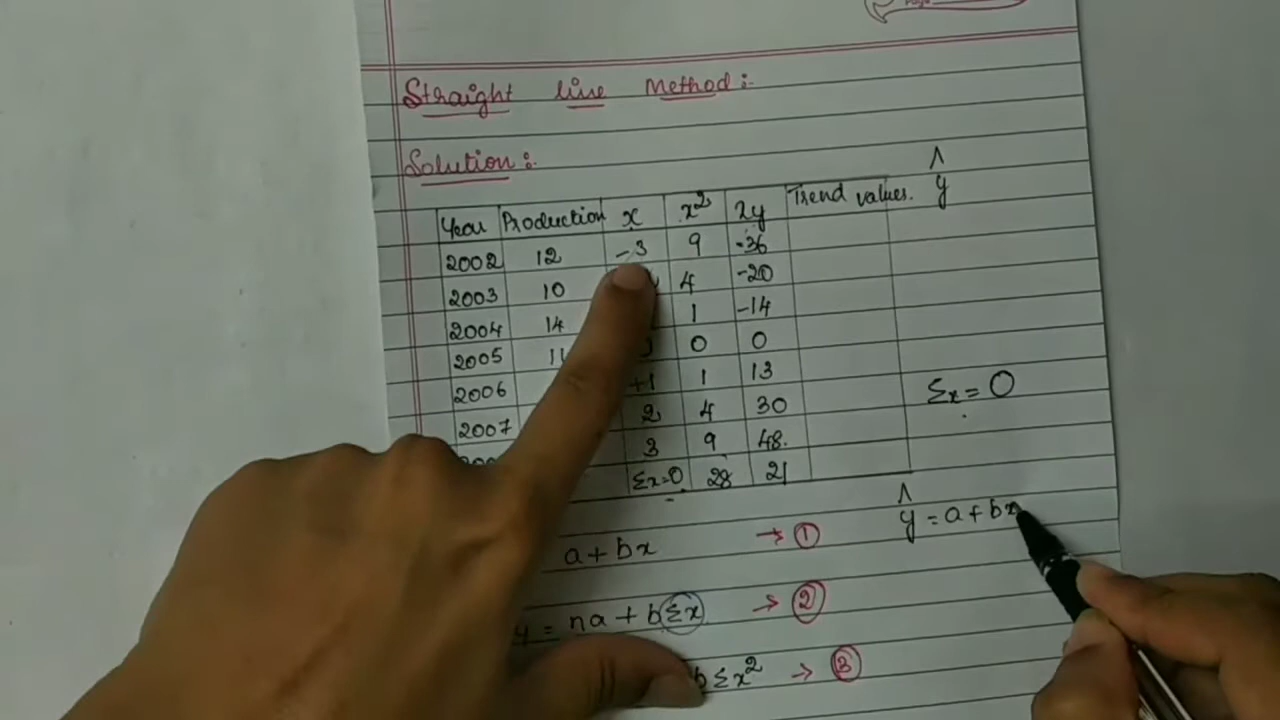 Straight line Method:
Solution:
Year Production x x² xy Trend values. ŷ
2002 12 -3 9 -36
2003 10 4 -20
2004 14 1 -14
2005 11 0 0
2006 +1 1 13 Σx = 0
2007 2 4 30
3 9 48.
Σx=0 28 21
a + bx → ① ŷ = a + bx
= na + bΣx → ②
bΣx² → ③